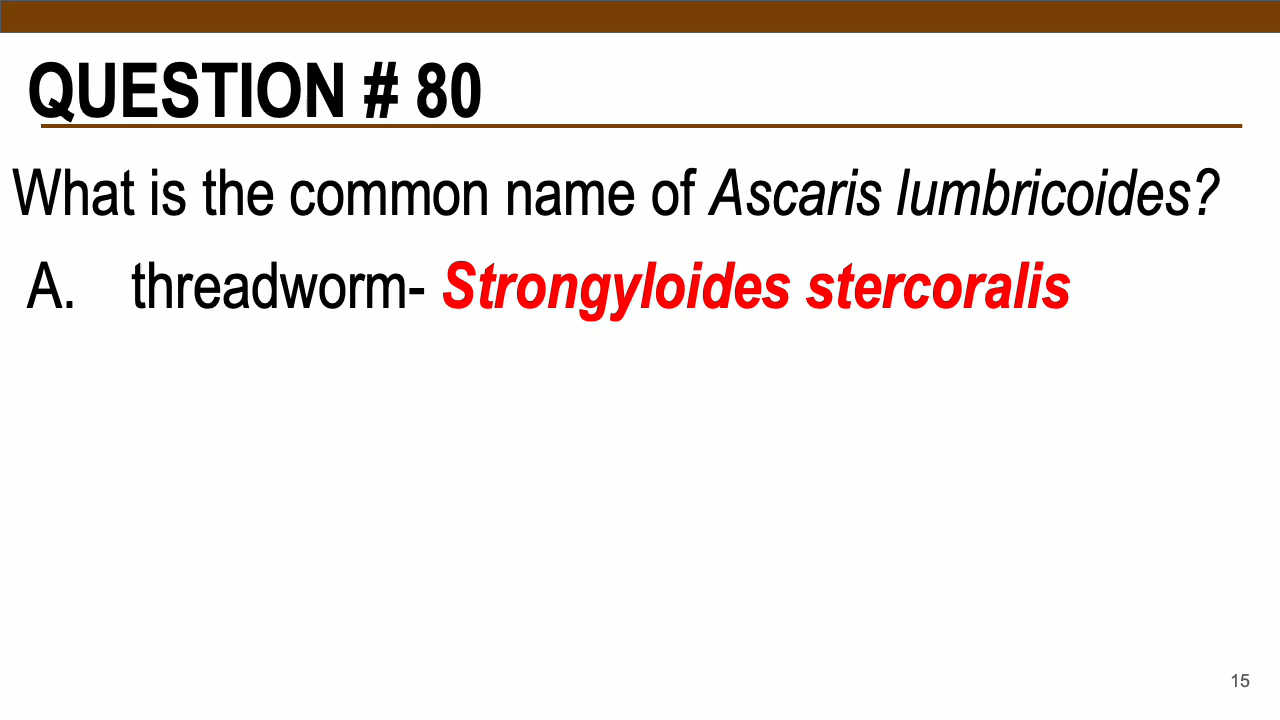 QUESTION # 80
What is the common name of Ascaris lumbricoides?
A. threadworm- Strongyloides stercoralis
15